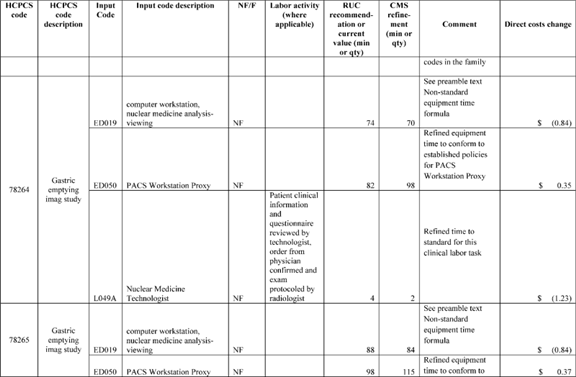 HCPCS code
HCPCS code description
Input Code
Input code description
NF/F
Labor activity (where applicable)
RUC recommend-ation or current value (min or qty)
CMS refine-ment (min or qty)
Comment
Direct costs change
codes in the family
78264
Gastric emptying imag study
ED019
computer workstation, nuclear medicine analysis-viewing
NF
74
70
See preamble text Non-standard equipment time formula
$ (0.84)
ED050
PACS Workstation Proxy
NF
82
98
Refined equipment time to conform to established policies for PACS Workstation Proxy
$ 0.35
L049A
Nuclear Medicine Technologist
NF
Patient clinical information and questionnaire reviewed by technologist, order from physician confirmed and exam protocoled by radiologist
4
2
Refined time to standard for this clinical labor task
$ (1.23)
78265
Gastric emptying imag study
ED019
computer workstation, nuclear medicine analysis-viewing
NF
88
84
See preamble text Non-standard equipment time formula
$ (0.84)
ED050
PACS Workstation Proxy
NF
98
115
Refined equipment time to conform to
$ 0.37